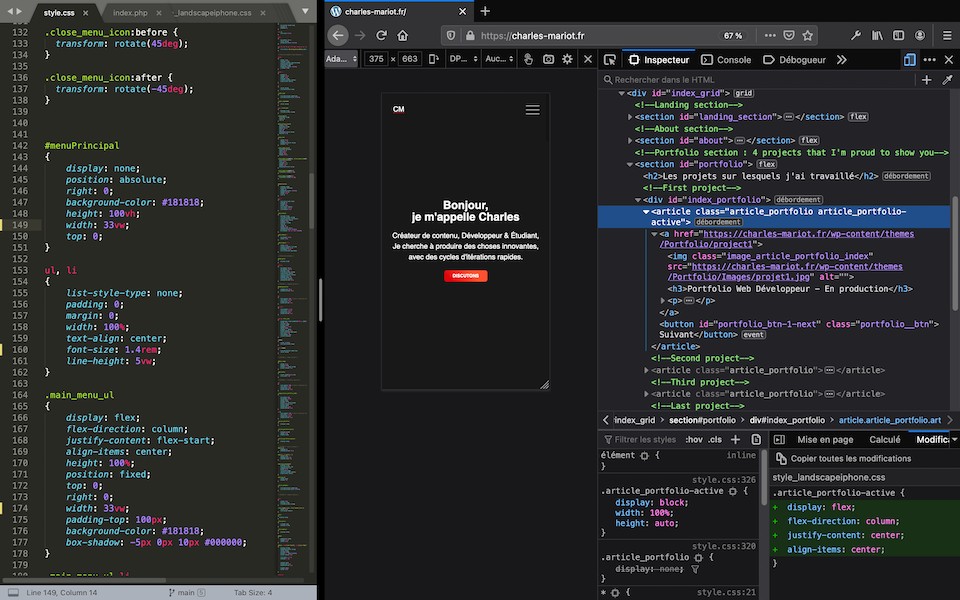 style.css
index.php
-_landscapeiphone.css
132 .close_menu_icon:before {
133 transform: rotate(45deg);
134 }
135
136 .close_menu_icon:after {
137 transform: rotate(-45deg);
138 }
139
140
141
142 #menuPrincipal
143 {
144 display: none;
145 position: absolute;
146 right: 0;
147 background-color: #181818;
148 height: 100vh;
149 width: 33vw;
150 top: 0;
151 }
152
153 ul, li
154 {
155 list-style-type: none;
156 padding: 0;
157 margin: 0;
158 width: 100%;
159 text-align: center;
160 font-size: 1.4rem;
161 line-height: 5vw;
162 }
163
164 .main_menu_ul
165 {
166 display: flex;
167 flex-direction: column;
168 justify-content: flex-start;
169 align-items: center;
170 height: 100%;
171 position: fixed;
172 top: 0;
173 right: 0;
174 width: 33vw;
175 padding-top: 100px;
176 background-color: #181818;
177 box-shadow: -5px 0px 10px #000000;
178 }
179
Line 149, Column 14
main 5
Tab Size: 4
charles-mariot.fr/
https://charles-mariot.fr
67 %
Ada...
375 × 663
DP...
Auc...
CM
Bonjour,
je m'appelle Charles
Créateur de contenu, Développeur & Étudiant,
Je cherche à produire des choses innovantes,
avec des cycles d'itérations rapides.
DISCUTONS
Inspecteur
Console
Débogueur
Rechercher dans le HTML
<div id="index_grid"> grid
<!--Landing section-->
<section id="landing_section"> </section> flex
<!--About section-->
<section id="about"> </section> flex
<!--Portfolio section : 4 projects that I'm proud to show you-->
<section id="portfolio"> flex
<h2>Les projets sur lesquels j'ai travaillé</h2> débordement
<!--First project-->
<div id="index_portfolio"> débordement
<article class="article_portfolio article_portfolio-
active"> débordement
<a href="https://charles-mariot.fr/wp-content/themes
/Portfolio/project1">
<img class="image_article_portfolio_index"
src="https://charles-mariot.fr/wp-content/themes
/Portfolio/Images/projet1.jpg" alt="">
<h3>Portfolio Web Développeur - En production</h3>
<p> </p>
</a>
<button id="portfolio_btn-1-next" class="portfolio__btn">
Suivant</button> event
</article>
<!--Second project-->
<article class="article_portfolio"> </article>
<!--Third project-->
<article class="article_portfolio"> </article>
<!--Last project-->
index_grid > section#portfolio > div#index_portfolio > article.article_portfolio.art
Filtrer les styles
:hov .cls
élément { inline
}
style.css:326
.article_portfolio-active {
display: block;
width: 100%;
height: auto;
}
style.css:320
.article_portfolio {
display: none;
}
* { style.css:21
Mise en page
Calculé
Modific
Copier toutes les modifications
style_landscapeiphone.css
.article_portfolio-active {
+ display: flex;
+ flex-direction: column;
+ justify-content: center;
+ align-items: center;
}